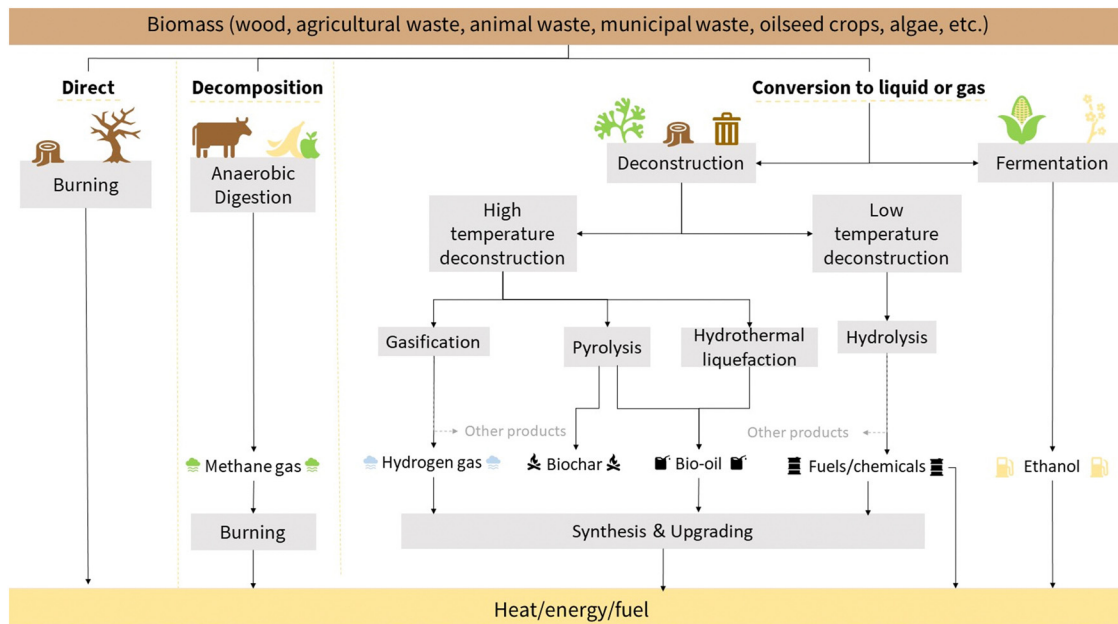 Biomass (wood, agricultural waste, animal waste, municipal waste, oilseed crops, algae, etc.)
Direct
Decomposition
Conversion to liquid or gas
Burning
Anaerobic
Digestion
Deconstruction
Fermentation
High
temperature
deconstruction
Low
temperature
deconstruction
Gasification
Pyrolysis
Hydrothermal
liquefaction
Hydrolysis
Other products
Other products
Methane gas
Hydrogen gas
Biochar
Bio-oil
Fuels/chemicals
Ethanol
Burning
Synthesis & Upgrading
Heat/energy/fuel